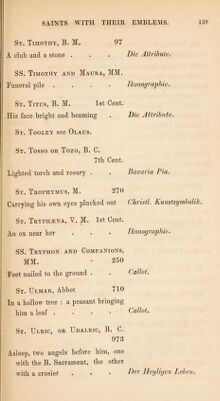 SAINTS WITH THEIR EMBLEMS. 139
ST. TIMOTHY, B. M. 97
A club and a stone . . Die Attribute.
SS. TIMOTHY AND MAURA, MM.
Funeral pile . . . . Ikonographie.
ST. TITUS, B. M. 1st Cent.
His face bright and beaming . Die Attribute.
ST. TOOLEY see OLAUS.
ST. TOSSO or TOZO, B. C.
7th Cent.
Lighted torch and rosary . . Bavaria Pia.
ST. TROPHYMUS, M. 270
Carrying his own eyes plucked out Christl. Kunstsymbolik.
ST. TRYPHÆNA, V. M. 1st Cent.
An ox near her . . . Ikonographie.
SS. TRYPHON AND COMPANIONS,
MM. . 250
Feet nailed to the ground . . Callot.
ST. ULMAR, Abbot 710
In a hollow tree : a peasant bringing
him a loaf . . . . Callot.
ST. ULRIC, OR UDALRIC, B. C.
973
Asleep, two angels before him, one
with the B. Sacrament, the other
with a crosier . . . Der Heyligen Leben.